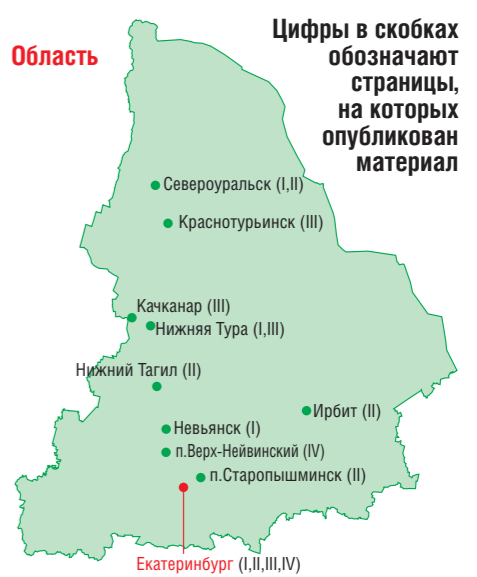 Область
Цифры в скобках
обозначают
страницы,
на которых
опубликован
материал
Североуральск (I,II)
Краснотурьинск (III)
Качканар (III)
Нижняя Тура (I,III)
Нижний Тагил (II)
Ирбит (II)
Невьянск (I)
п.Верх-Нейвинский (IV)
п.Старопышминск (II)
Екатеринбург (I,II,III,IV)